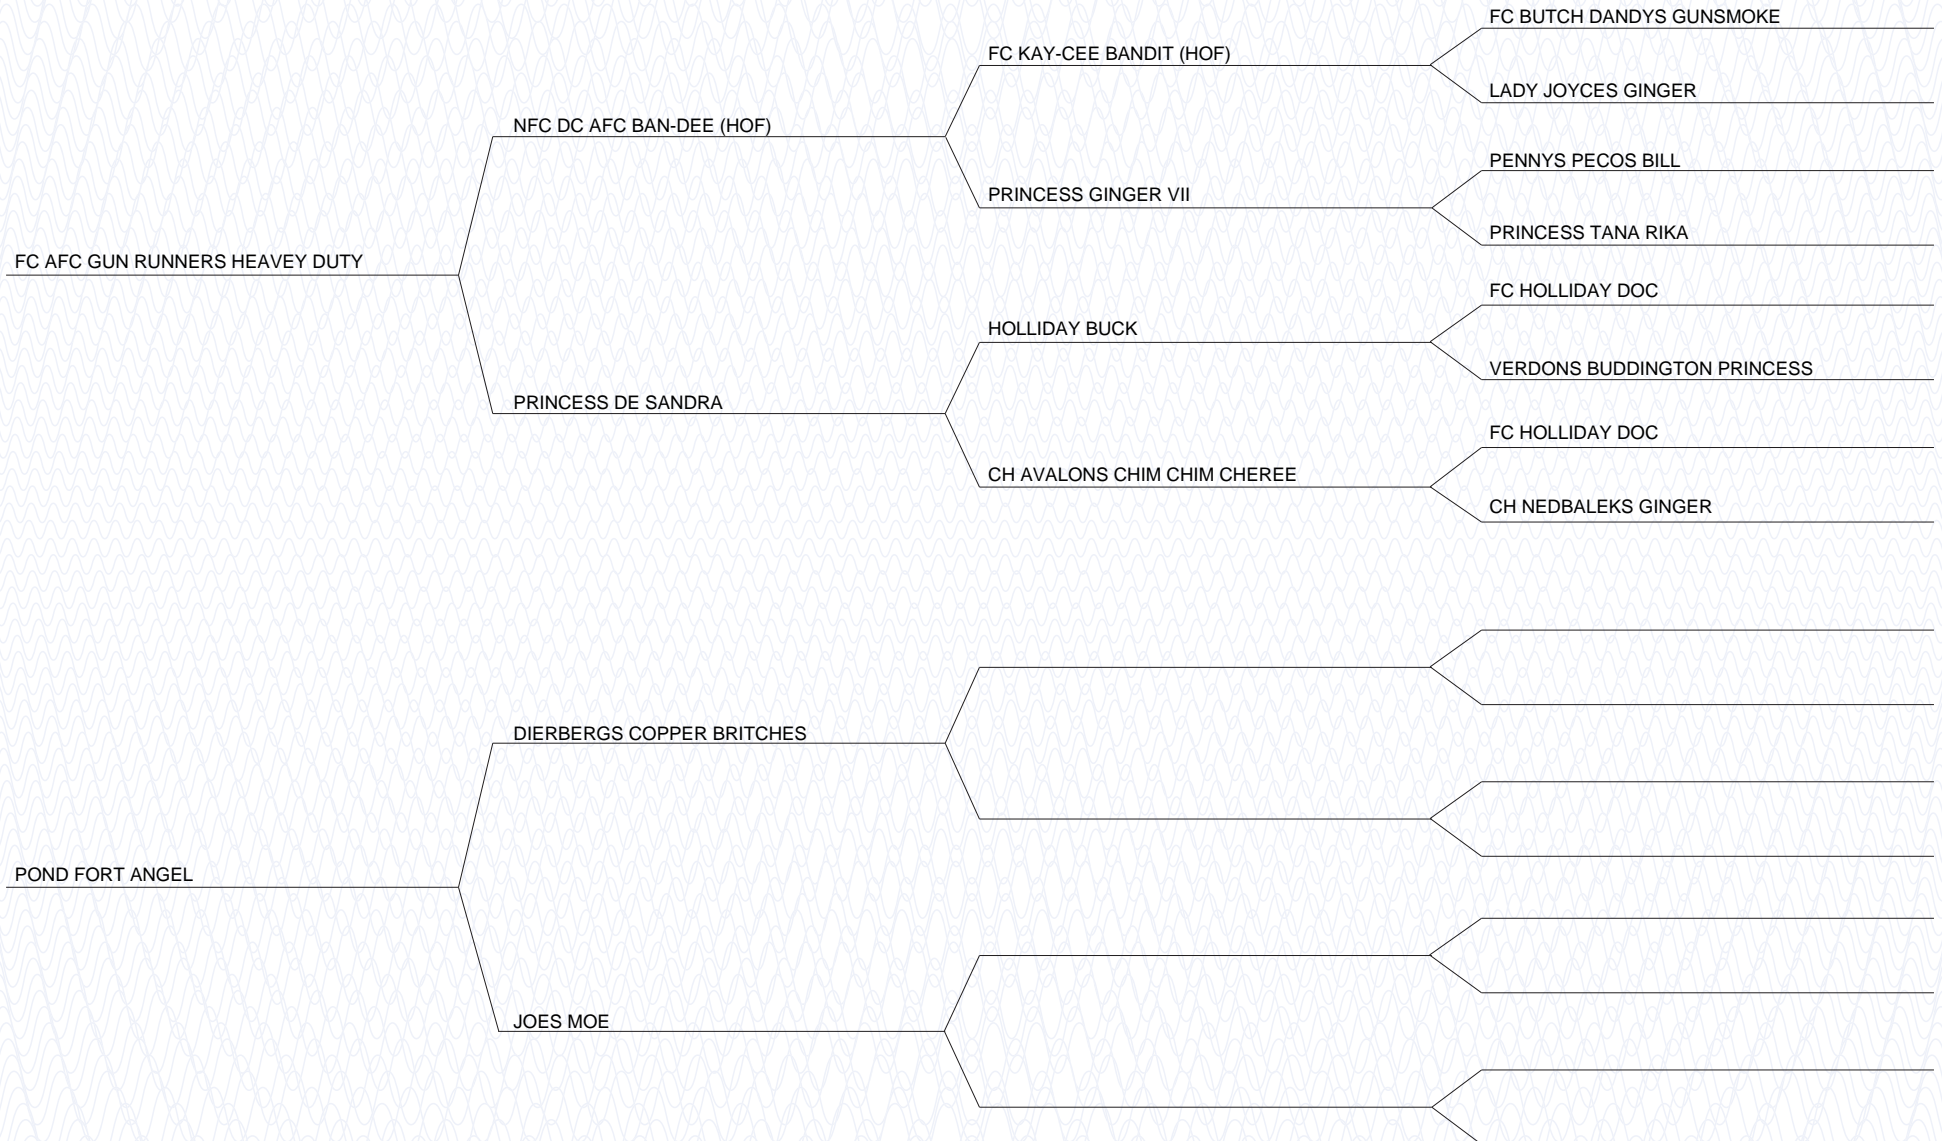 FC BUTCH DANDYS GUNSMOKE
FC KAY-CEE BANDIT (HOF)
LADY JOYCES GINGER
NFC DC AFC BAN-DEE (HOF)
PENNYS PECOS BILL
PRINCESS GINGER VII
PRINCESS TANA RIKA
FC AFC GUN RUNNERS HEAVEY DUTY
FC HOLLIDAY DOC
HOLLIDAY BUCK
VERDONS BUDDINGTON PRINCESS
PRINCESS DE SANDRA
FC HOLLIDAY DOC
CH AVALONS CHIM CHIM CHEREE
CH NEDBALEKS GINGER
DIERBERGS COPPER BRITCHES
POND FORT ANGEL
JOES MOE